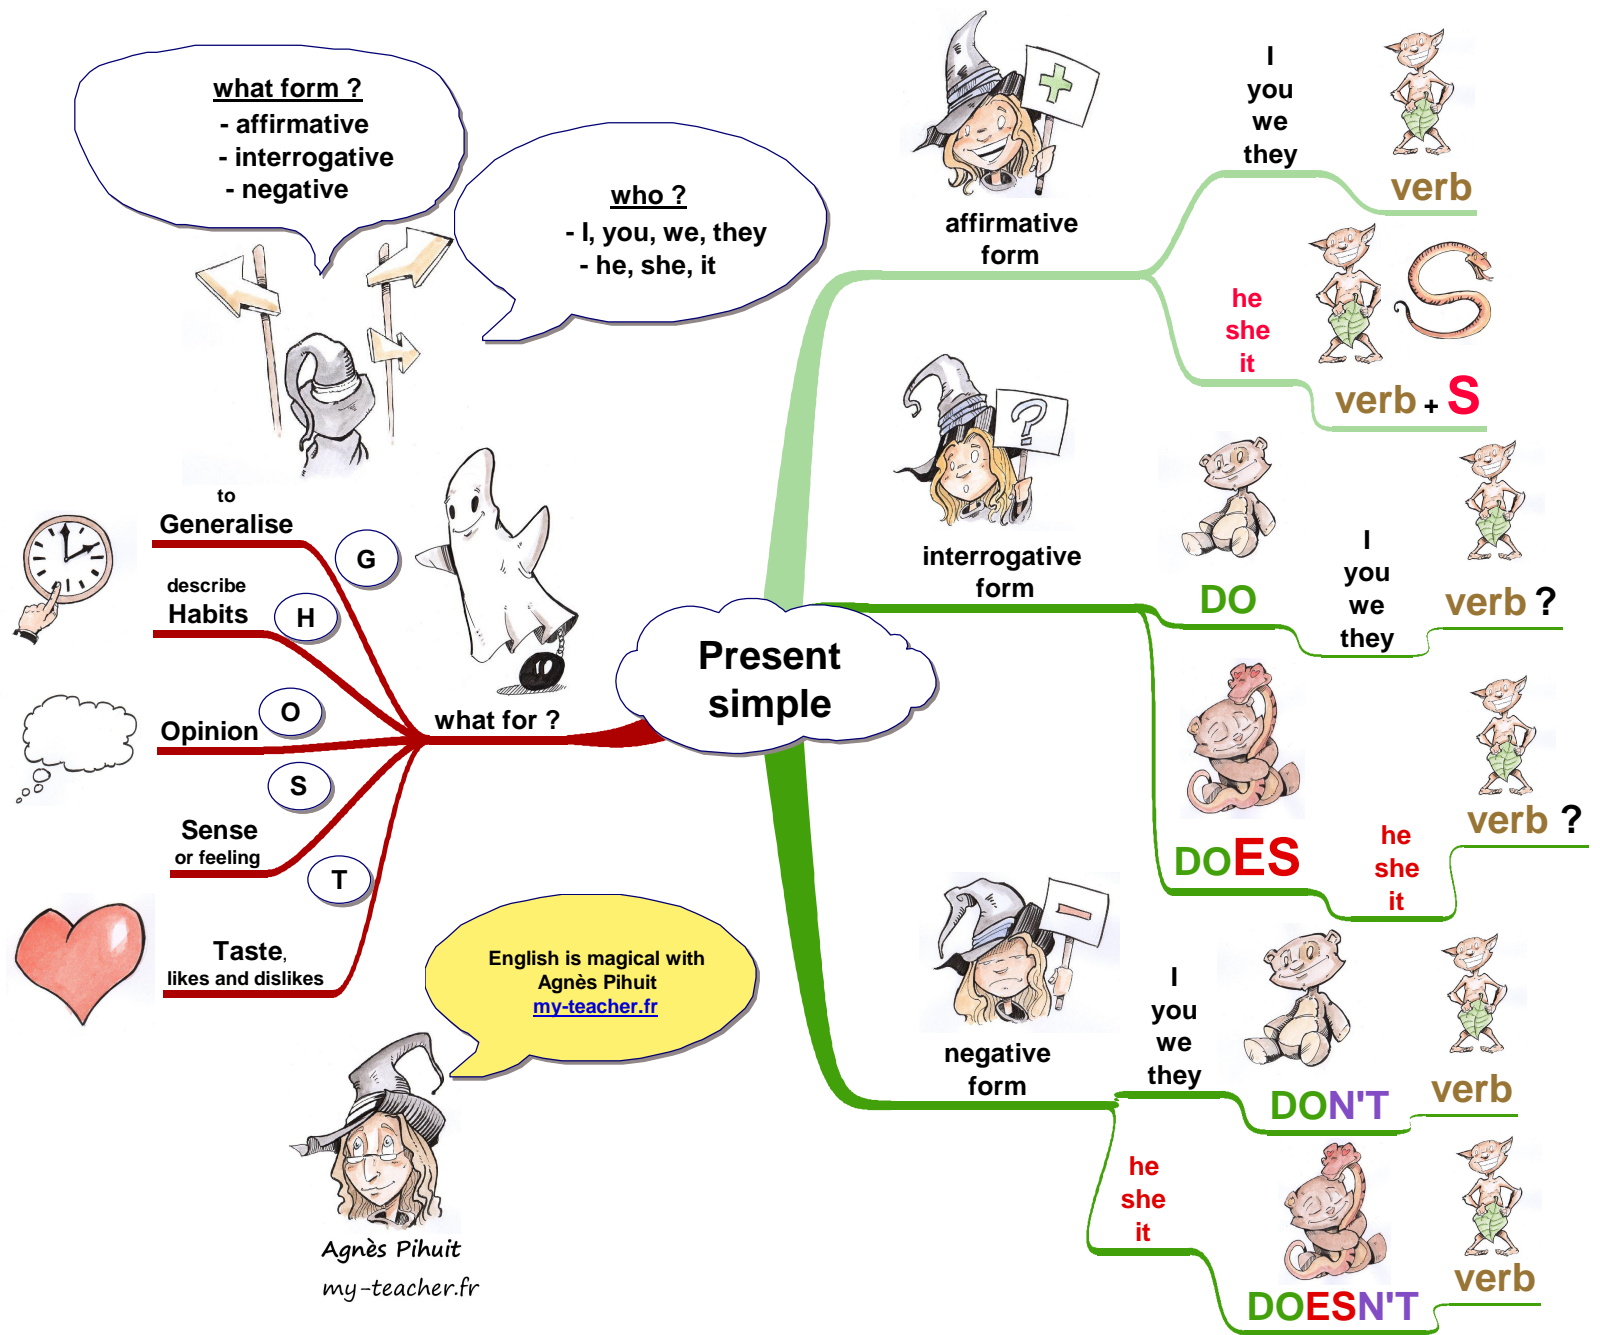 what form ?
- affirmative
- interrogative
- negative
who ?
- I, you, we, they
- he, she, it
to
Generalise
G
describe
Habits
H
Opinion
O
S
Sense
or feeling
T
Taste,
likes and dislikes
what for ?
Present
simple
English is magical with
Agnès Pihuit
my-teacher.fr
Agnès Pihuit
my-teacher.fr
affirmative
form
I
you
we
they
verb
he
she
it
verb + S
interrogative
form
?
DO
I
you
we
they
verb ?
DOES
he
she
it
verb ?
negative
form
I
you
we
they
DON'T
verb
he
she
it
DOESN'T
verb